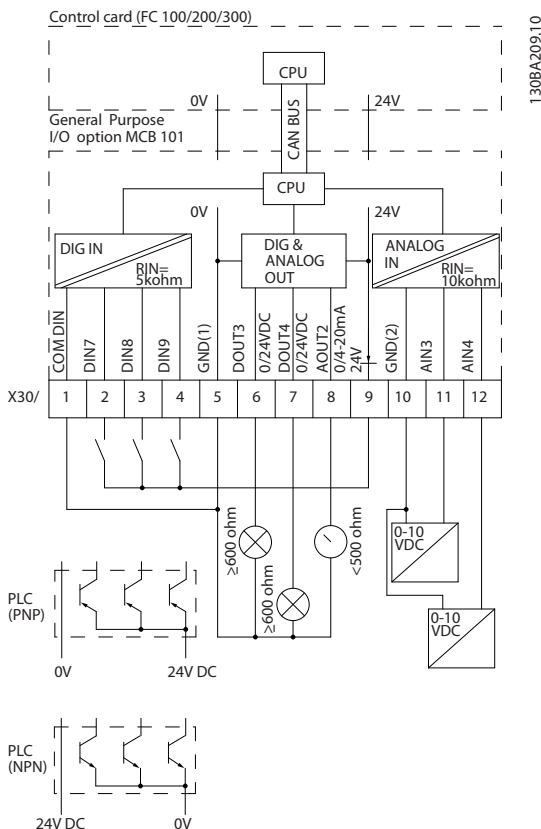 Control card (FC 100/200/300)
130BA209.10
CPU
0V
24V
General Purpose
I/O option MCB 101
CAN BUS
CPU
0V
24V
DIG IN
RIN=
5kohm
DIG &
ANALOG
OUT
ANALOG
IN
RIN=
10kohm
COM DIN
DIN7
DIN8
DIN9
GND(1)
DOUT3
0/24VDC
DOUT4
0/24VDC
AOUT2
0/4-20mA
24V
GND(2)
AIN3
AIN4
X30/ 1 2 3 4 5 6 7 8 9 10 11 12
≥600 ohm
≥600 ohm
<500 ohm
0-10
VDC
0-10
VDC
PLC
(PNP)
0V
24V DC
PLC
(NPN)
24V DC
0V